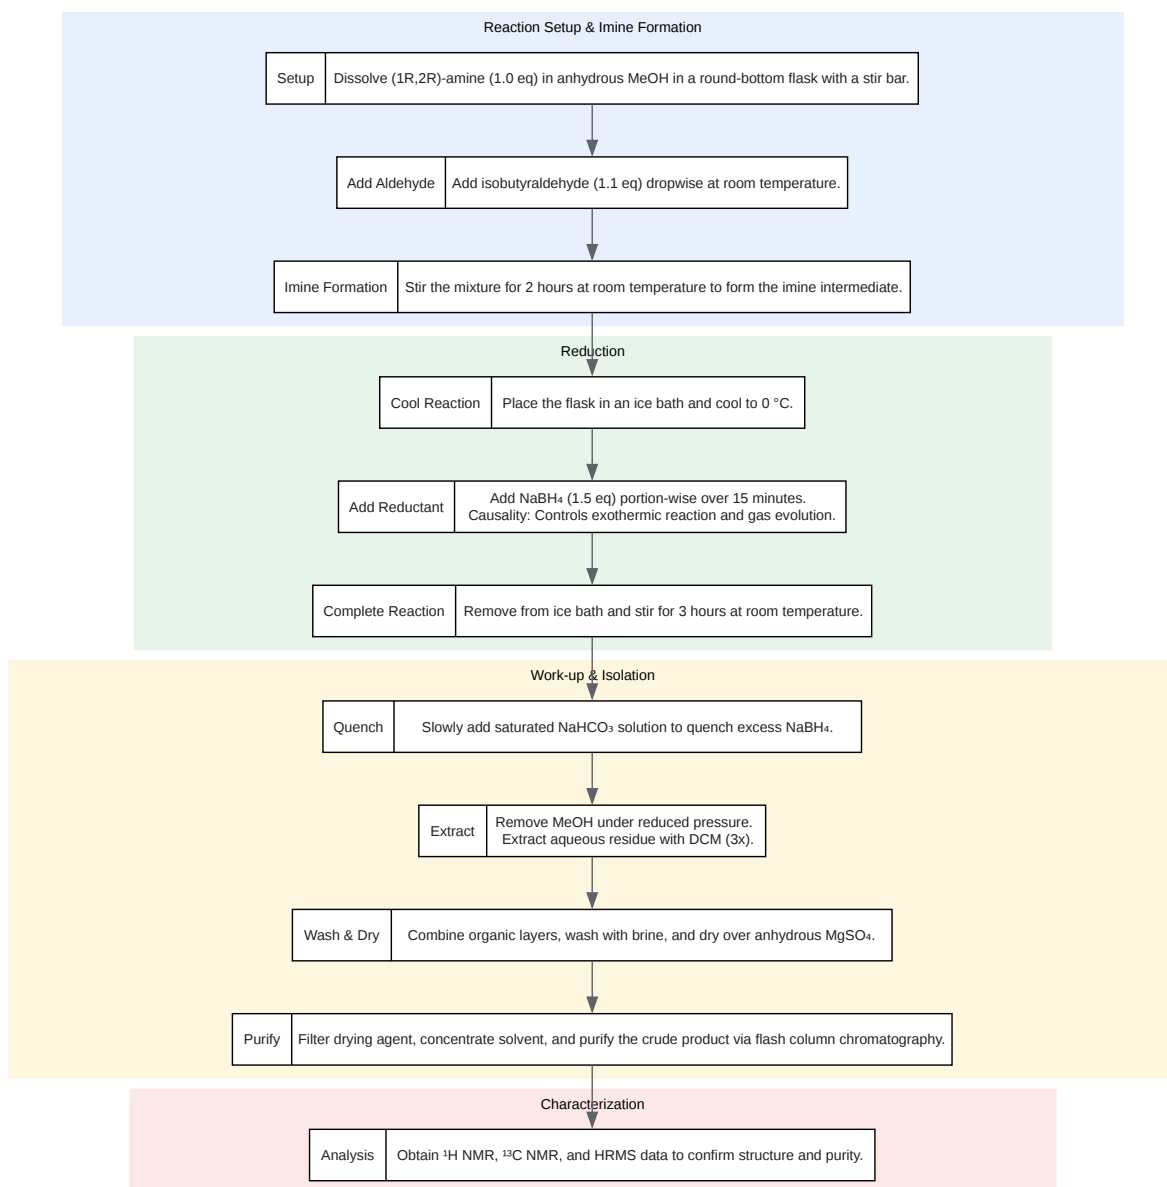 Reaction Setup & Imine Formation
Setup
Dissolve (1R,2R)-amine (1.0 eq) in anhydrous MeOH in a round-bottom flask with a stir bar.
Add Aldehyde
Add isobutyraldehyde (1.1 eq) dropwise at room temperature.
Imine Formation
Stir the mixture for 2 hours at room temperature to form the imine intermediate.
Reduction
Cool Reaction
Place the flask in an ice bath and cool to 0 °C.
Add Reductant
Add NaBH₄ (1.5 eq) portion-wise over 15 minutes.
Causality: Controls exothermic reaction and gas evolution.
Complete Reaction
Remove from ice bath and stir for 3 hours at room temperature.
Work-up & Isolation
Quench
Slowly add saturated NaHCO₃ solution to quench excess NaBH₄.
Extract
Remove MeOH under reduced pressure.
Extract aqueous residue with DCM (3x).
Wash & Dry
Combine organic layers, wash with brine, and dry over anhydrous MgSO₄.
Purify
Filter drying agent, concentrate solvent, and purify the crude product via flash column chromatography.
Characterization
Analysis
Obtain ¹H NMR, ¹³C NMR, and HRMS data to confirm structure and purity.